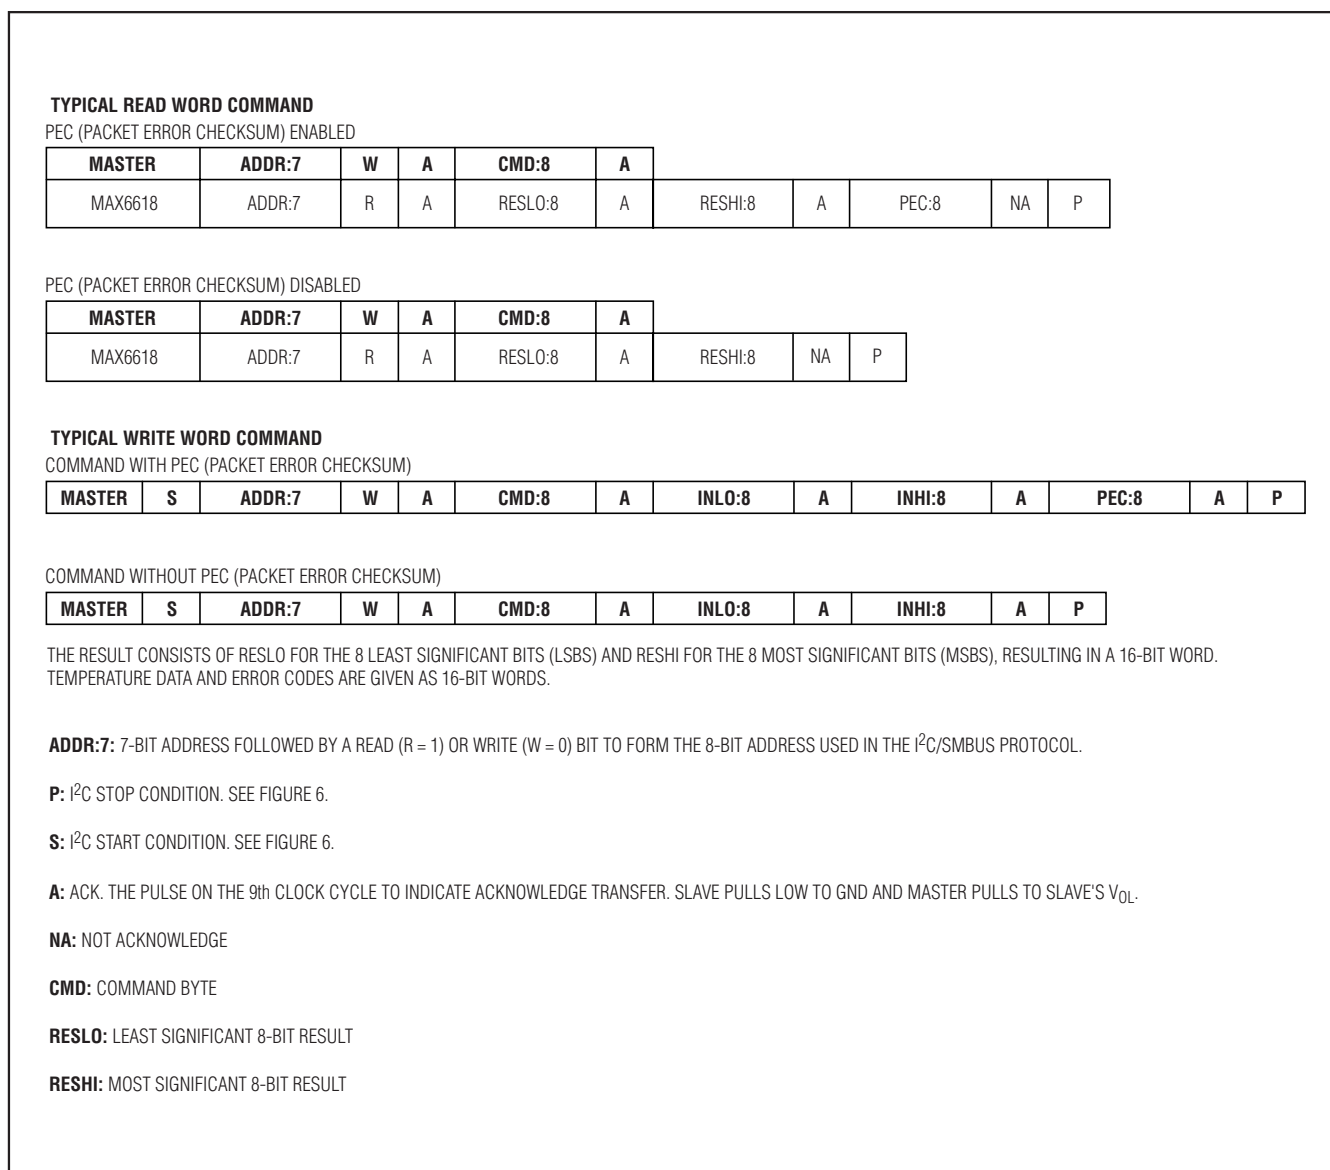 TYPICAL READ WORD COMMAND
PEC (PACKET ERROR CHECKSUM) ENABLED
MASTER ADDR:7 W A CMD:8 A
MAX6618 ADDR:7 R A RESLO:8 A RESHI:8 A PEC:8 NA P
PEC (PACKET ERROR CHECKSUM) DISABLED
MASTER ADDR:7 W A CMD:8 A
MAX6618 ADDR:7 R A RESLO:8 A RESHI:8 NA P
TYPICAL WRITE WORD COMMAND
COMMAND WITH PEC (PACKET ERROR CHECKSUM)
MASTER S ADDR:7 W A CMD:8 A INLO:8 A INHI:8 A PEC:8 A P
COMMAND WITHOUT PEC (PACKET ERROR CHECKSUM)
MASTER S ADDR:7 W A CMD:8 A INLO:8 A INHI:8 A P
THE RESULT CONSISTS OF RESLO FOR THE 8 LEAST SIGNIFICANT BITS (LSBS) AND RESHI FOR THE 8 MOST SIGNIFICANT BITS (MSBS), RESULTING IN A 16-BIT WORD.
TEMPERATURE DATA AND ERROR CODES ARE GIVEN AS 16-BIT WORDS.
ADDR:7: 7-BIT ADDRESS FOLLOWED BY A READ (R = 1) OR WRITE (W = 0) BIT TO FORM THE 8-BIT ADDRESS USED IN THE I²C/SMBUS PROTOCOL.
P: I²C STOP CONDITION. SEE FIGURE 6.
S: I²C START CONDITION. SEE FIGURE 6.
A: ACK. THE PULSE ON THE 9th CLOCK CYCLE TO INDICATE ACKNOWLEDGE TRANSFER. SLAVE PULLS LOW TO GND AND MASTER PULLS TO SLAVE'S VOL.
NA: NOT ACKNOWLEDGE
CMD: COMMAND BYTE
RESLO: LEAST SIGNIFICANT 8-BIT RESULT
RESHI: MOST SIGNIFICANT 8-BIT RESULT